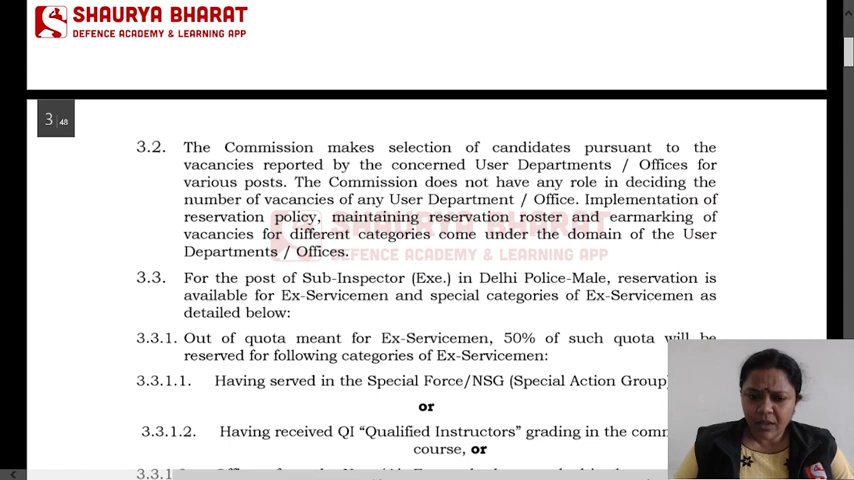 SHAURYA BHARAT
DEFENCE ACADEMY & LEARNING APP
3 | 48
3.2. The Commission makes selection of candidates pursuant to the
vacancies reported by the concerned User Departments / Offices for
various posts. The Commission does not have any role in deciding the
number of vacancies of any User Department / Office. Implementation of
reservation policy, maintaining reservation roster and earmarking of
vacancies for different categories come under the domain of the User
Departments / Offices.
SHAURYA BHARAT
DEFENCE ACADEMY & LEARNING APP
3.3. For the post of Sub-Inspector (Exe.) in Delhi Police-Male, reservation is
available for Ex-Servicemen and special categories of Ex-Servicemen as
detailed below:
3.3.1. Out of quota meant for Ex-Servicemen, 50% of such quota will be
reserved for following categories of Ex-Servicemen:
3.3.1.1. Having served in the Special Force/NSG (Special Action Group)
or
3.3.1.2. Having received QI “Qualified Instructors” grading in the
course, or